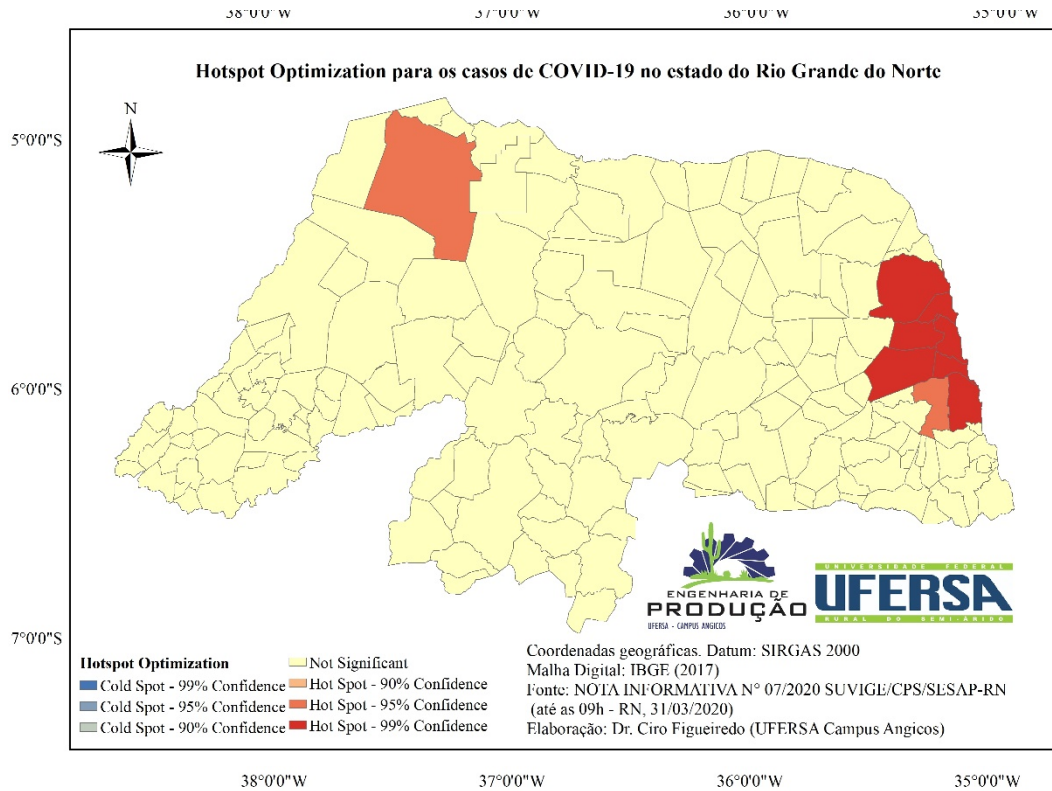 38°0'0"W 37°0'0"W 36°0'0"W 35°0'0"W
Hotspot Optimization para os casos de COVID-19 no estado do Rio Grande do Norte
N
5°0'0"S
6°0'0"S
7°0'0"S
ENGENHARIA DE
PRODUÇÃO
UFERSA - CAMPUS ANGICOS
UNIVERSIDADE FEDERAL
UFERSA
RURAL DO SEMI-ÁRIDO
Hotspot Optimization
Cold Spot - 99% Confidence
Cold Spot - 95% Confidence
Cold Spot - 90% Confidence
Not Significant
Hot Spot - 90% Confidence
Hot Spot - 95% Confidence
Hot Spot - 99% Confidence
Coordenadas geográficas. Datum: SIRGAS 2000
Malha Digital: IBGE (2017)
Fonte: NOTA INFORMATIVA N° 07/2020 SUVIGE/CPS/SESAP-RN
(até as 09h - RN, 31/03/2020)
Elaboração: Dr. Ciro Figueiredo (UFERSA Campus Angicos)
38°0'0"W 37°0'0"W 36°0'0"W 35°0'0"W